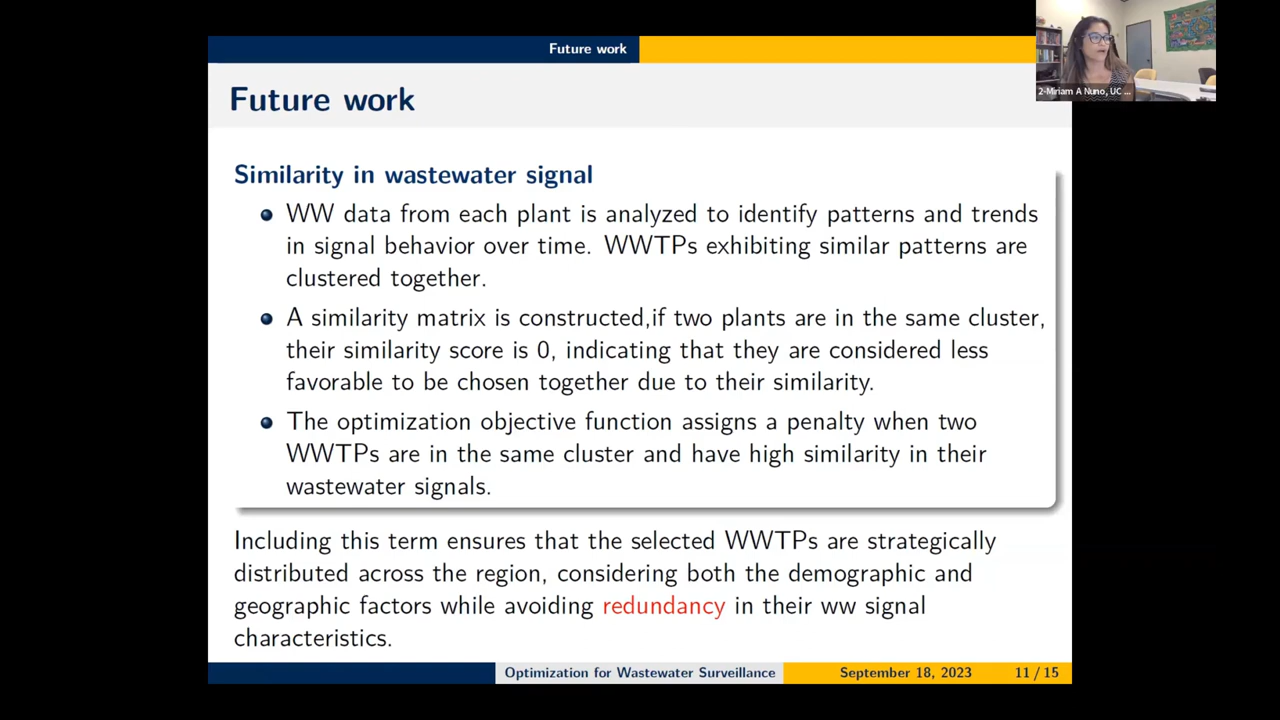 Future work
2-Miriam A Nuno, UC ...
Future work
Similarity in wastewater signal
WW data from each plant is analyzed to identify patterns and trends
in signal behavior over time. WWTPs exhibiting similar patterns are
clustered together.
A similarity matrix is constructed,if two plants are in the same cluster,
their similarity score is 0, indicating that they are considered less
favorable to be chosen together due to their similarity.
The optimization objective function assigns a penalty when two
WWTPs are in the same cluster and have high similarity in their
wastewater signals.
Including this term ensures that the selected WWTPs are strategically
distributed across the region, considering both the demographic and
geographic factors while avoiding redundancy in their ww signal
characteristics.
Optimization for Wastewater Surveillance September 18, 2023 11 / 15